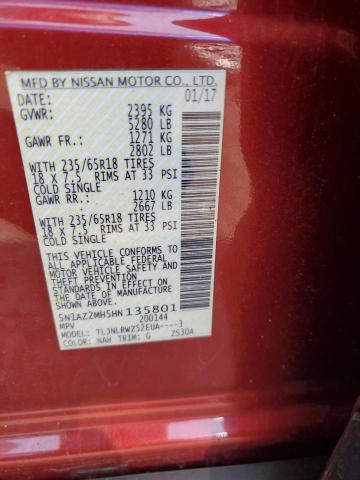 MFD BY NISSAN MOTOR CO., LTD.
DATE: 01/17
GVWR: 2395 KG
5280 LB
GAWR FR: 1271 KG
2802 LB
WITH 235/65R18 TIRES
18 X 7.5 RIMS AT 33 PSI
COLD SINGLE
GAWR RR: 1210 KG
2667 LB
WITH 235/65R18 TIRES
18 X 7.5 RIMS AT 33 PSI
COLD SINGLE
THIS VEHICLE CONFORMS TO
ALL APPLICABLE FEDERAL
MOTOR VEHICLE SAFETY
AND THEFT PREVENTION
STANDARDS IN EFFECT ON
THE DATE OF MANUFACTURE
SHOWN ABOVE.
5N1AZ2MH5HN135801
MPV 200144
MODEL: TLJNLRWZS2EUA----3
COLOR: NAH TRIM: G ZS30A